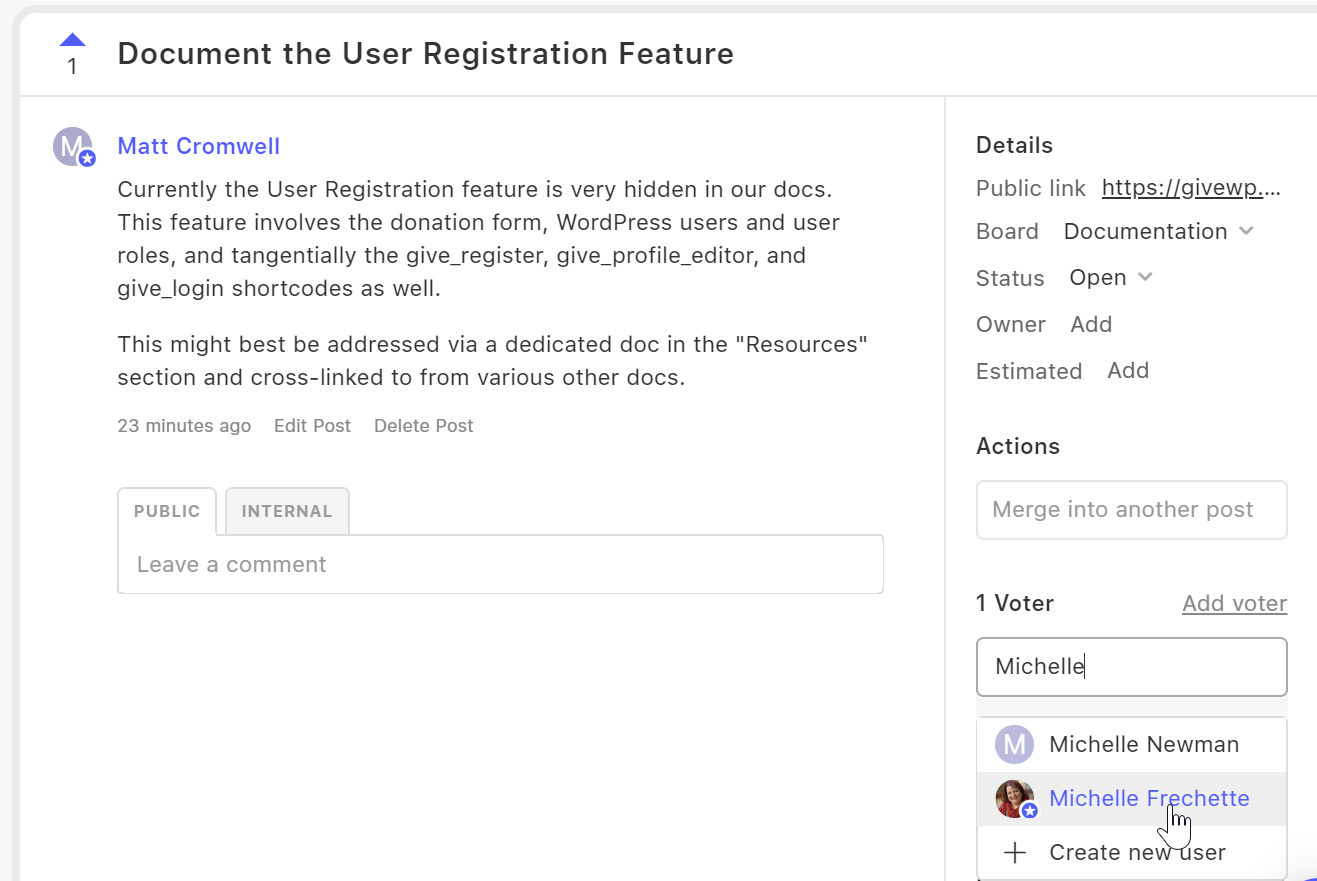 1
Document the User Registration Feature
M
Matt Cromwell
Currently the User Registration feature is very hidden in our docs.
This feature involves the donation form, WordPress users and user
roles, and tangentially the give_register, give_profile_editor, and
give_login shortcodes as well.
This might best be addressed via a dedicated doc in the "Resources"
section and cross-linked to from various other docs.
23 minutes ago Edit Post Delete Post
PUBLIC INTERNAL
Leave a comment
Details
Public link https://givewp....
Board Documentation
Status Open
Owner Add
Estimated Add
Actions
Merge into another post
1 Voter Add voter
Michelle
M Michelle Newman
Michelle Frechette
Create new user